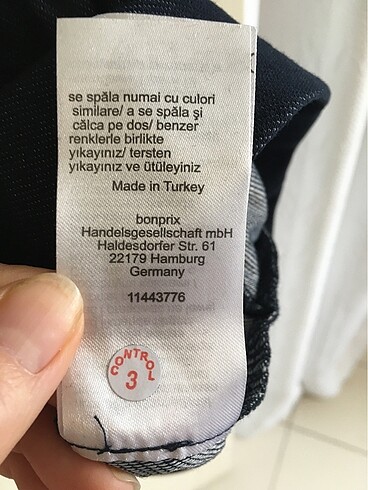 se spăla numai cu culori
similare/ a se spăla şi
călca pe dos/ benzer
renklerle birlikte
yıkayınız/ tersten
yıkayınız ve ütüleyiniz
Made in Turkey
bonprix
Handelsgesellschaft mbH
Haldesdorfer Str. 61
22179 Hamburg
Germany
11443776
CONTROL
3